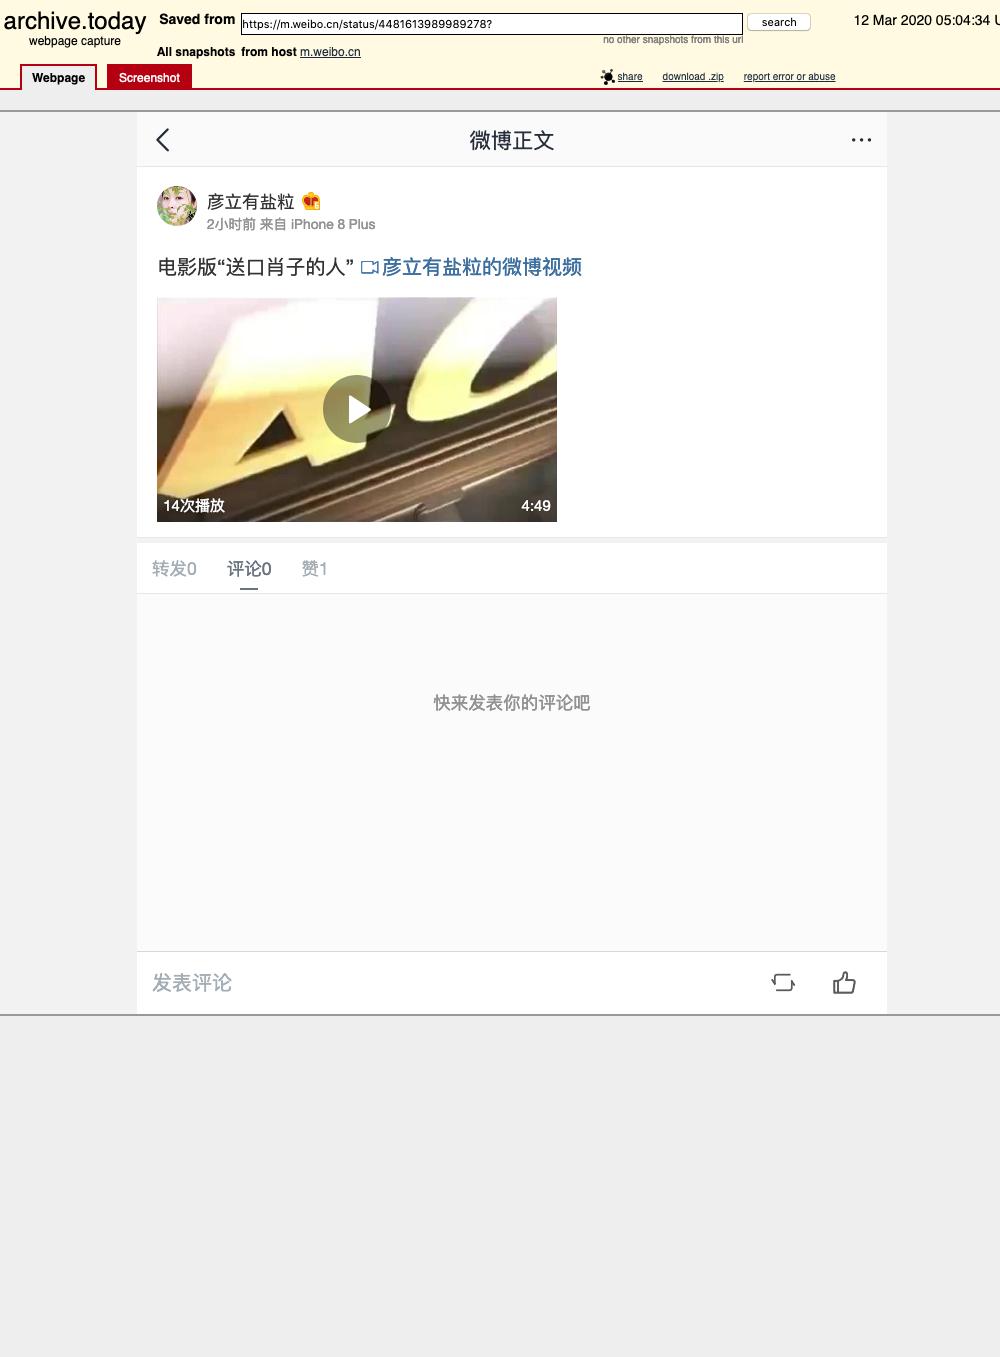 archive.today
webpage capture
Saved from
https://m.weibo.cn/status/4481613989989278?
search
12 Mar 2020 05:04:34 U
no other snapshots from this url
All snapshots from host m.weibo.cn
Webpage
Screenshot
share
download .zip
report error or abuse
微博正文
彦立有盐粒
2小时前 来自 iPhone 8 Plus
电影版“送口肖子的人” 彦立有盐粒的微博视频
14次播放
4:49
转发0
评论0
赞1
快来发表你的评论吧
发表评论